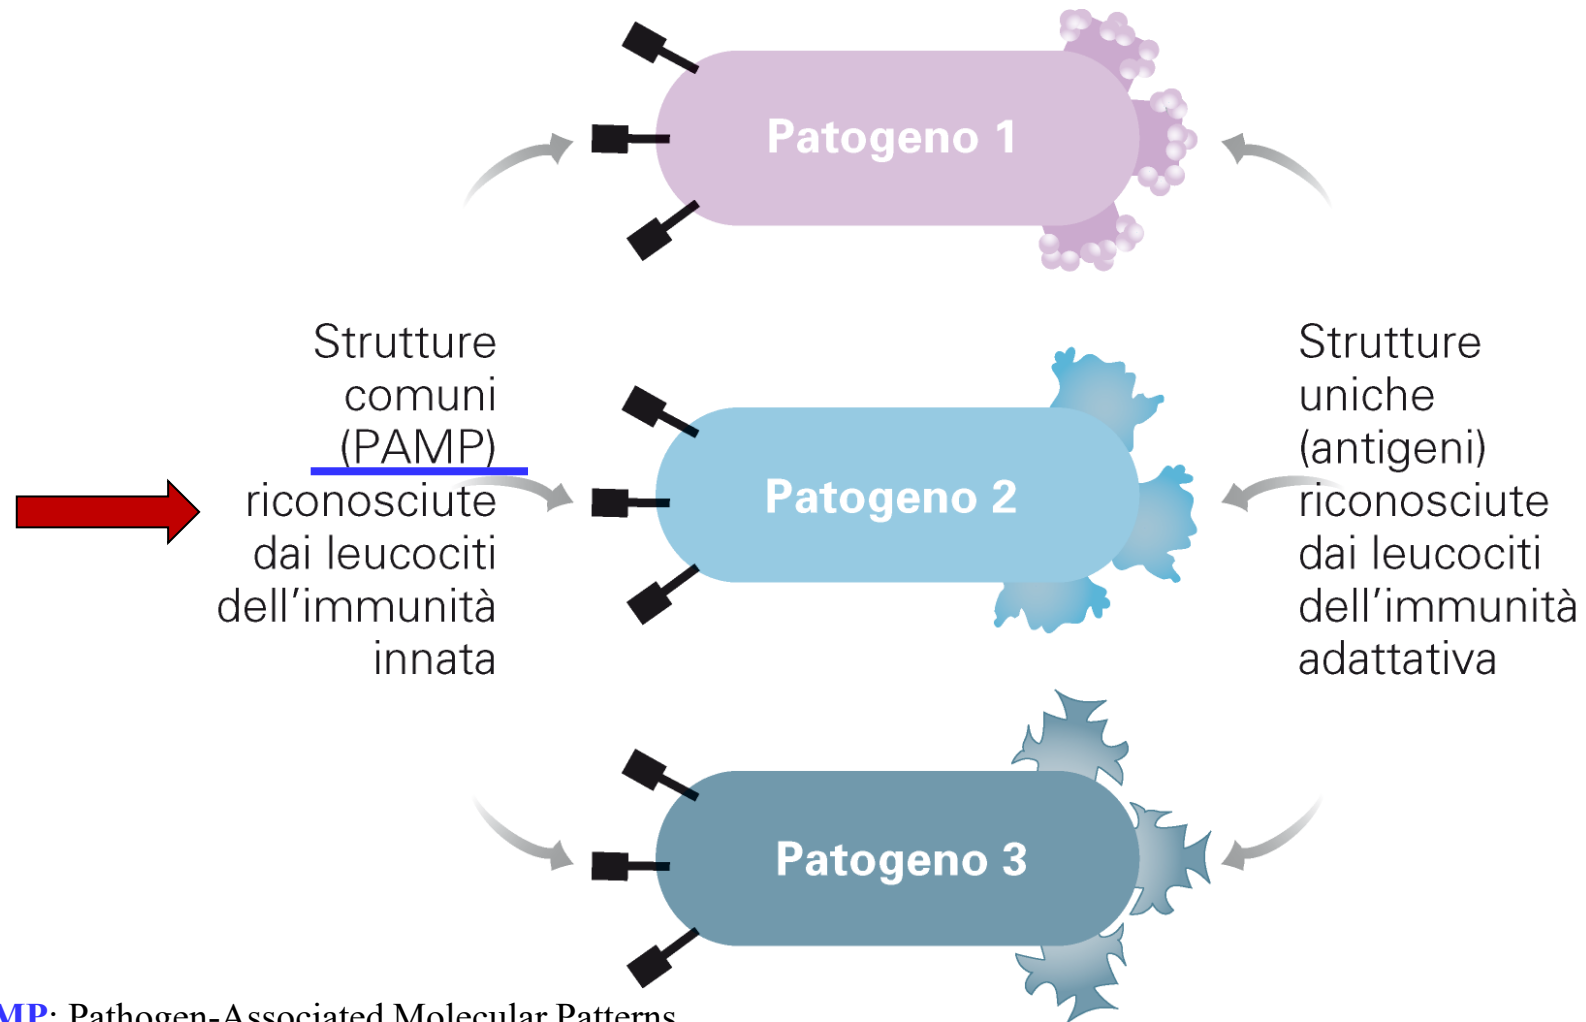 Patogeno 1
Strutture
comuni
(PAMP)
riconosciute
dai leucociti
dell'immunità
innata
Patogeno 2
Strutture
uniche
(antigeni)
riconosciute
dai leucociti
dell'immunità
adattativa
Patogeno 3
MP: Pathogen-Associated Molecular Patterns